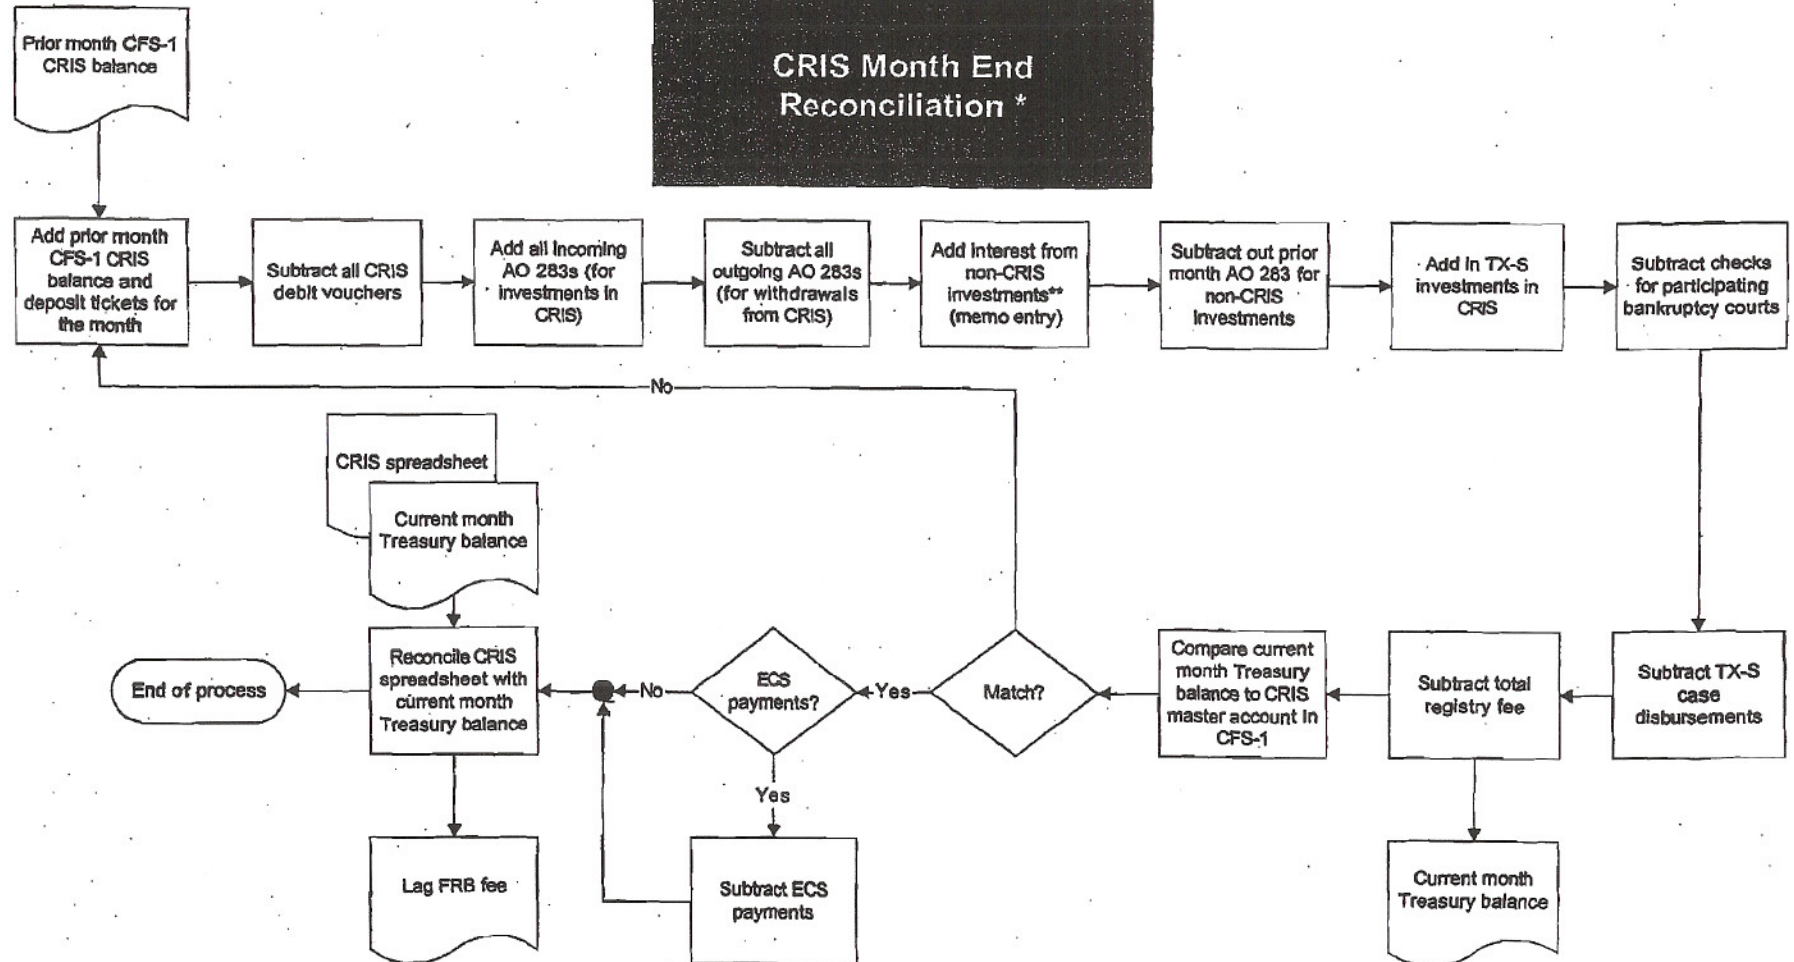 Prior month CFS-1
CRIS balance
CRIS Month End
Reconciliation *
Add prior month
CFS-1 CRIS
balance and
deposit tickets for
the month
Subtract all CRIS
debit vouchers
Add all incoming
AO 283s (for
investments in
CRIS)
Subtract all
outgoing AO 283s
(for withdrawals
from CRIS)
Add interest from
non-CRIS
investments**
(memo entry)
Subtract out prior
month AO 283 for
non-CRIS
investments
Add in TX-S
investments in
CRIS
Subtract checks
for participating
bankruptcy courts
No
CRIS spreadsheet
Current month
Treasury balance
End of process
Reconcile CRIS
spreadsheet with
current month
Treasury balance
No
ECS
payments?
Yes
Match?
Compare current
month Treasury
balance to CRIS
master account in
CFS-1
Subtract total
registry fee
Subtract TX-S
case
disbursements
Yes
Lag FRB fee
Subtract ECS
payments
Current month
Treasury balance